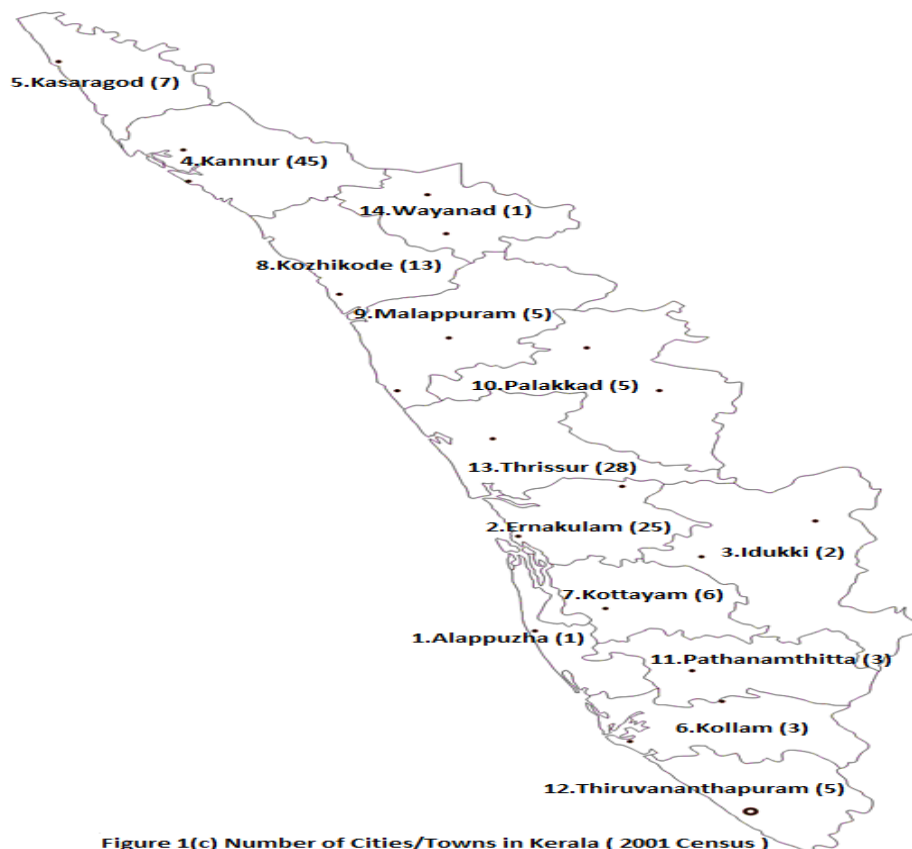 5.Kasaragod (7)
4.Kannur (45)
14.Wayanad (1)
8.Kozhikode (13)
9.Malappuram (5)
10.Palakkad (5)
13.Thrissur (28)
2.Ernakulam (25)
3.Idukki (2)
7.Kottayam (6)
1.Alappuzha (1)
11.Pathanamthitta (3)
6.Kollam (3)
12.Thiruvananthapuram (5)
Figure 1(c) Number of Cities/Towns in Kerala ( 2001 Census )